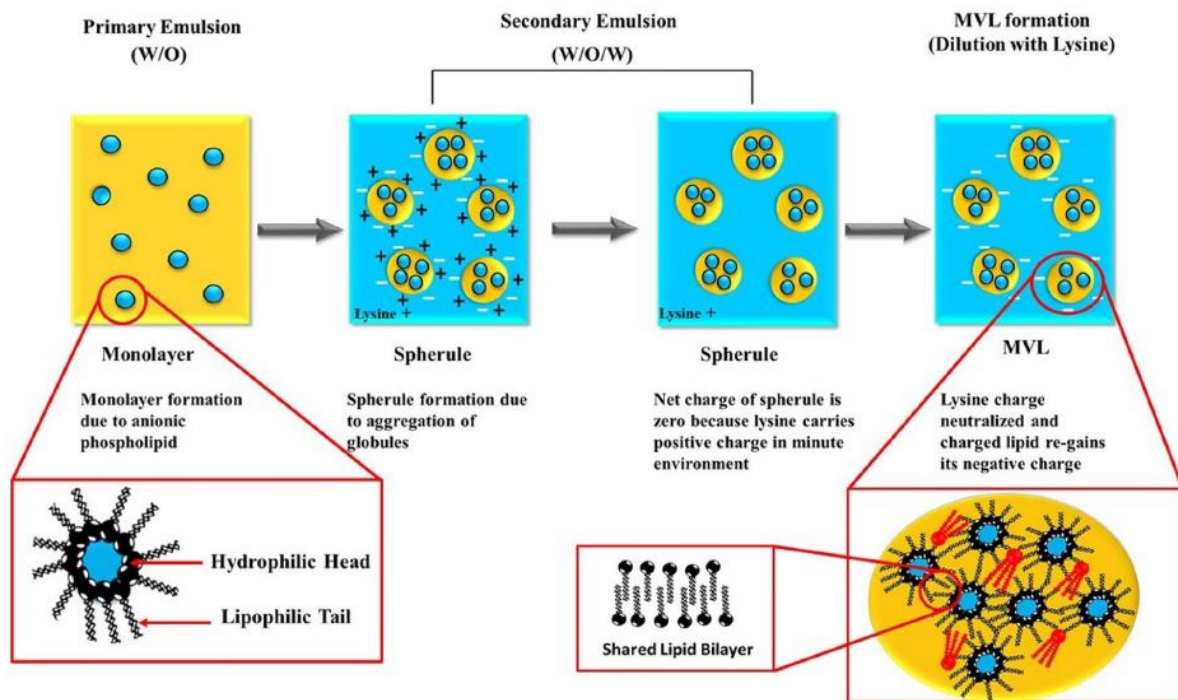 Primary Emulsion
(W/O)
Secondary Emulsion
(W/O/W)
MVL formation
(Dilution with Lysine)
Lysine +
Lysine +
Monolayer
Spherule
Spherule
MVL
Monolayer formation
due to anionic
phospholipid
Spherule formation due
to aggregation of
globules
Net charge of spherule is
zero because lysine carries
positive charge in minute
environment
Lysine charge
neutralized and
charged lipid re-gains
its negative charge
Hydrophilic Head
Lipophilic Tail
Shared Lipid Bilayer